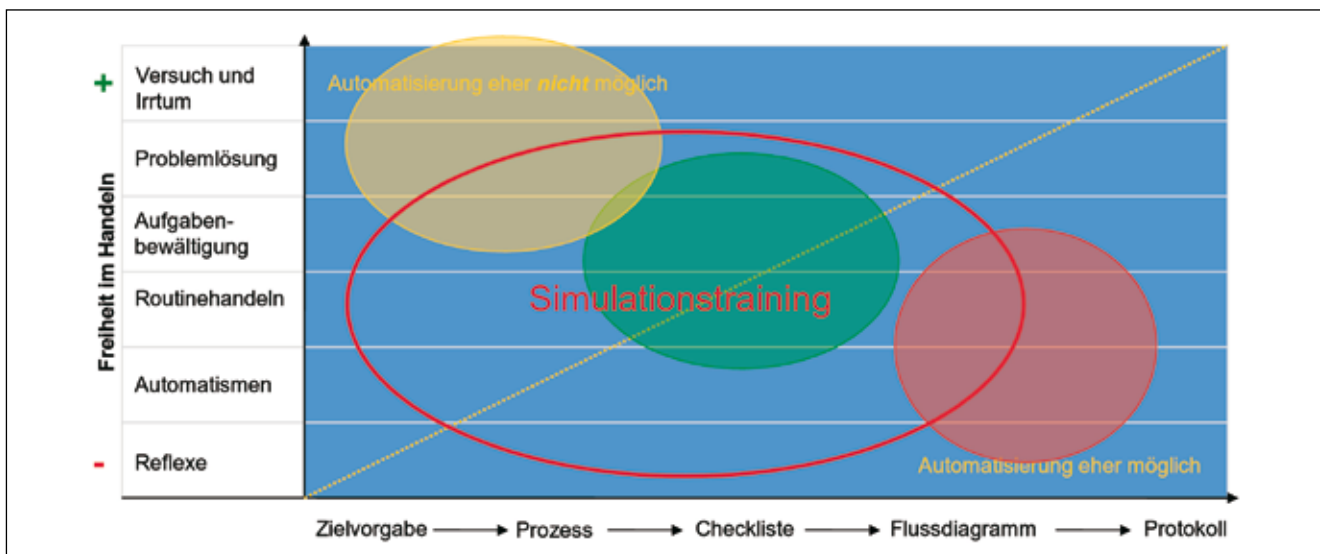 Freiheit im Handeln
+
Versuch und
Irrtum
Problemlösung
Aufgaben-
bewältigung
Routinehandeln
Automatismen
-
Reflexe
Automatisierung eher nicht möglich
Simulationstraining
Automatisierung eher möglich
Zielvorgabe
Prozess
Checkliste
Flussdiagramm
Protokoll